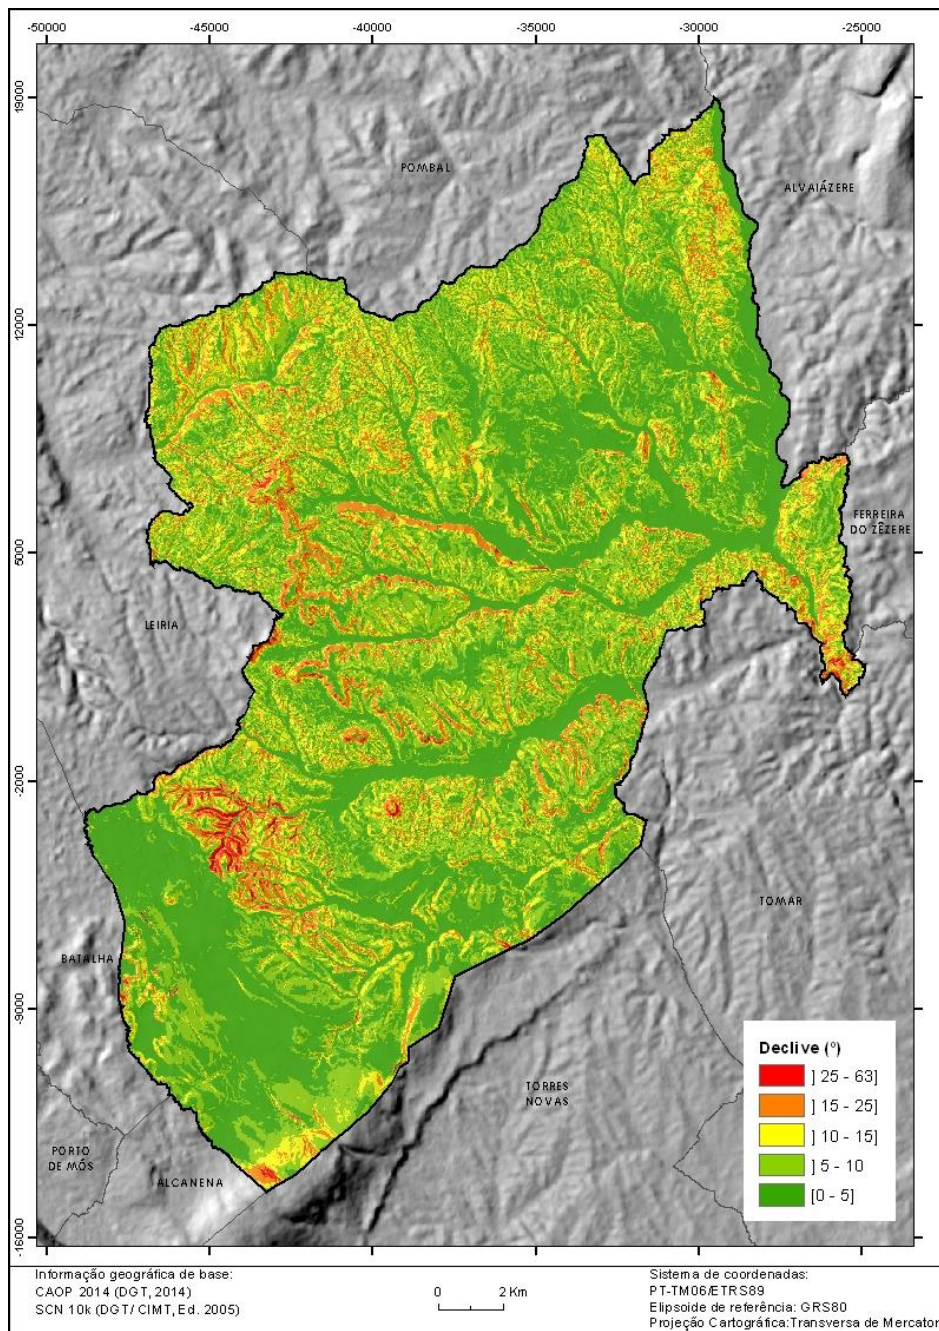 -50000 -45000 -40000 -35000 -30000 -25000
19000
POMBAL
ALVAIÁZERE
12000
FERREIRA
DO ZÊZERE
5000
LEIRIA
-2000
TOMAR
BATALHA
-9000
Declive (º)
] 25 - 63]
] 15 - 25]
] 10 - 15]
] 5 - 10
[0 - 5]
TORRES
NOVAS
PORTO
DE MÓS
ALCANENA
-16000
Informação geográfica de base:
CAOP 2014 (DGT, 2014)
SCN 10k (DGT/ CIMT, Ed. 2005)
0 2 Km
Sistema de coordenadas:
PT-TM06/ETRS89
Elipsoide de referência: GRS80
Projeção Cartográfica:Transversa de Mercator